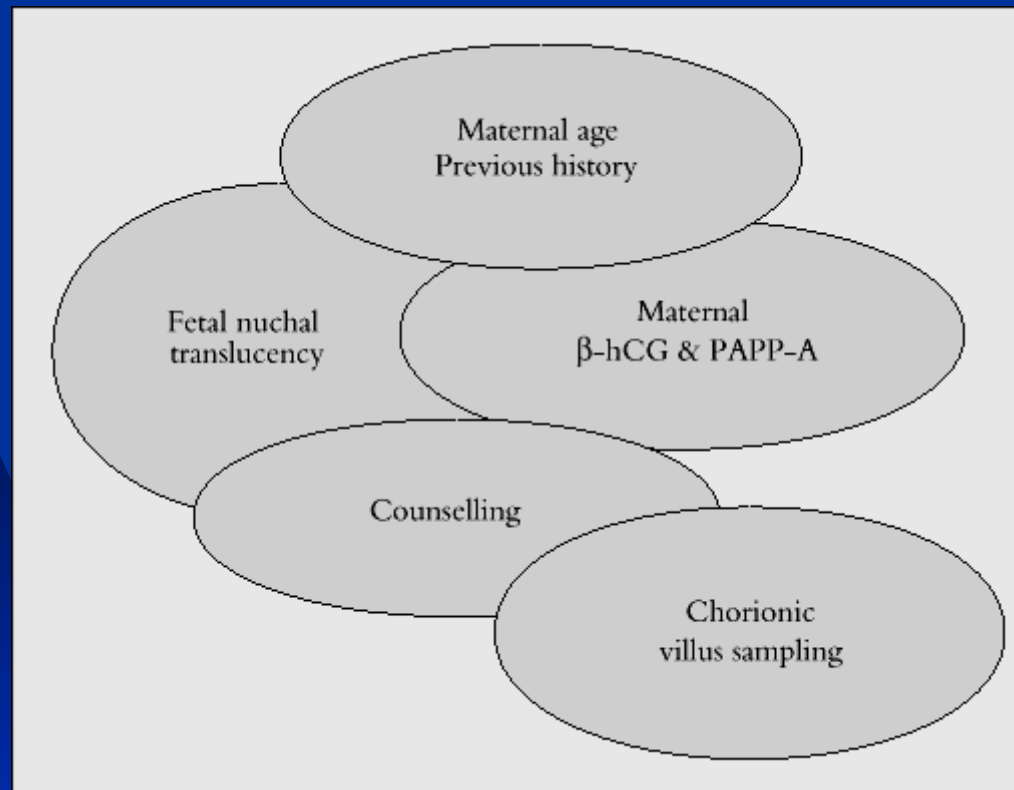 Maternal age
Previous history
Fetal nuchal
translucency
Maternal
β-hCG & PAPP-A
Counselling
Chorionic
villus sampling